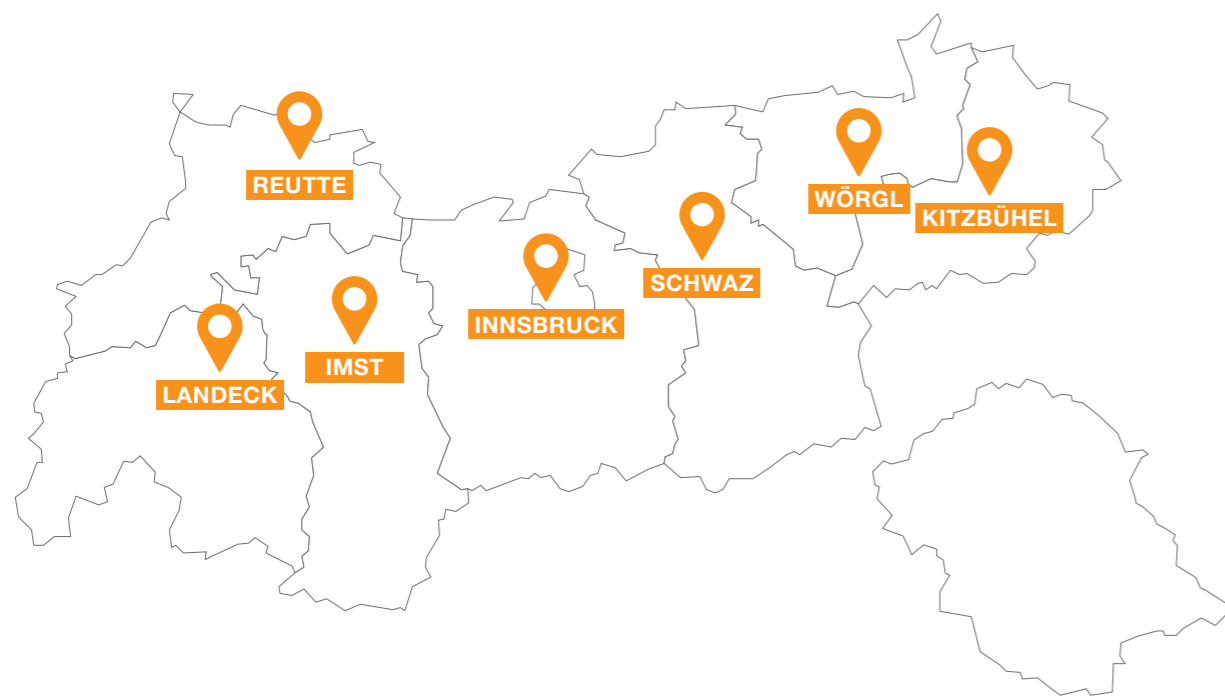 REUTTE
WÖRGL
KITZBÜHEL
SCHWAZ
INNSBRUCK
IMST
LANDECK